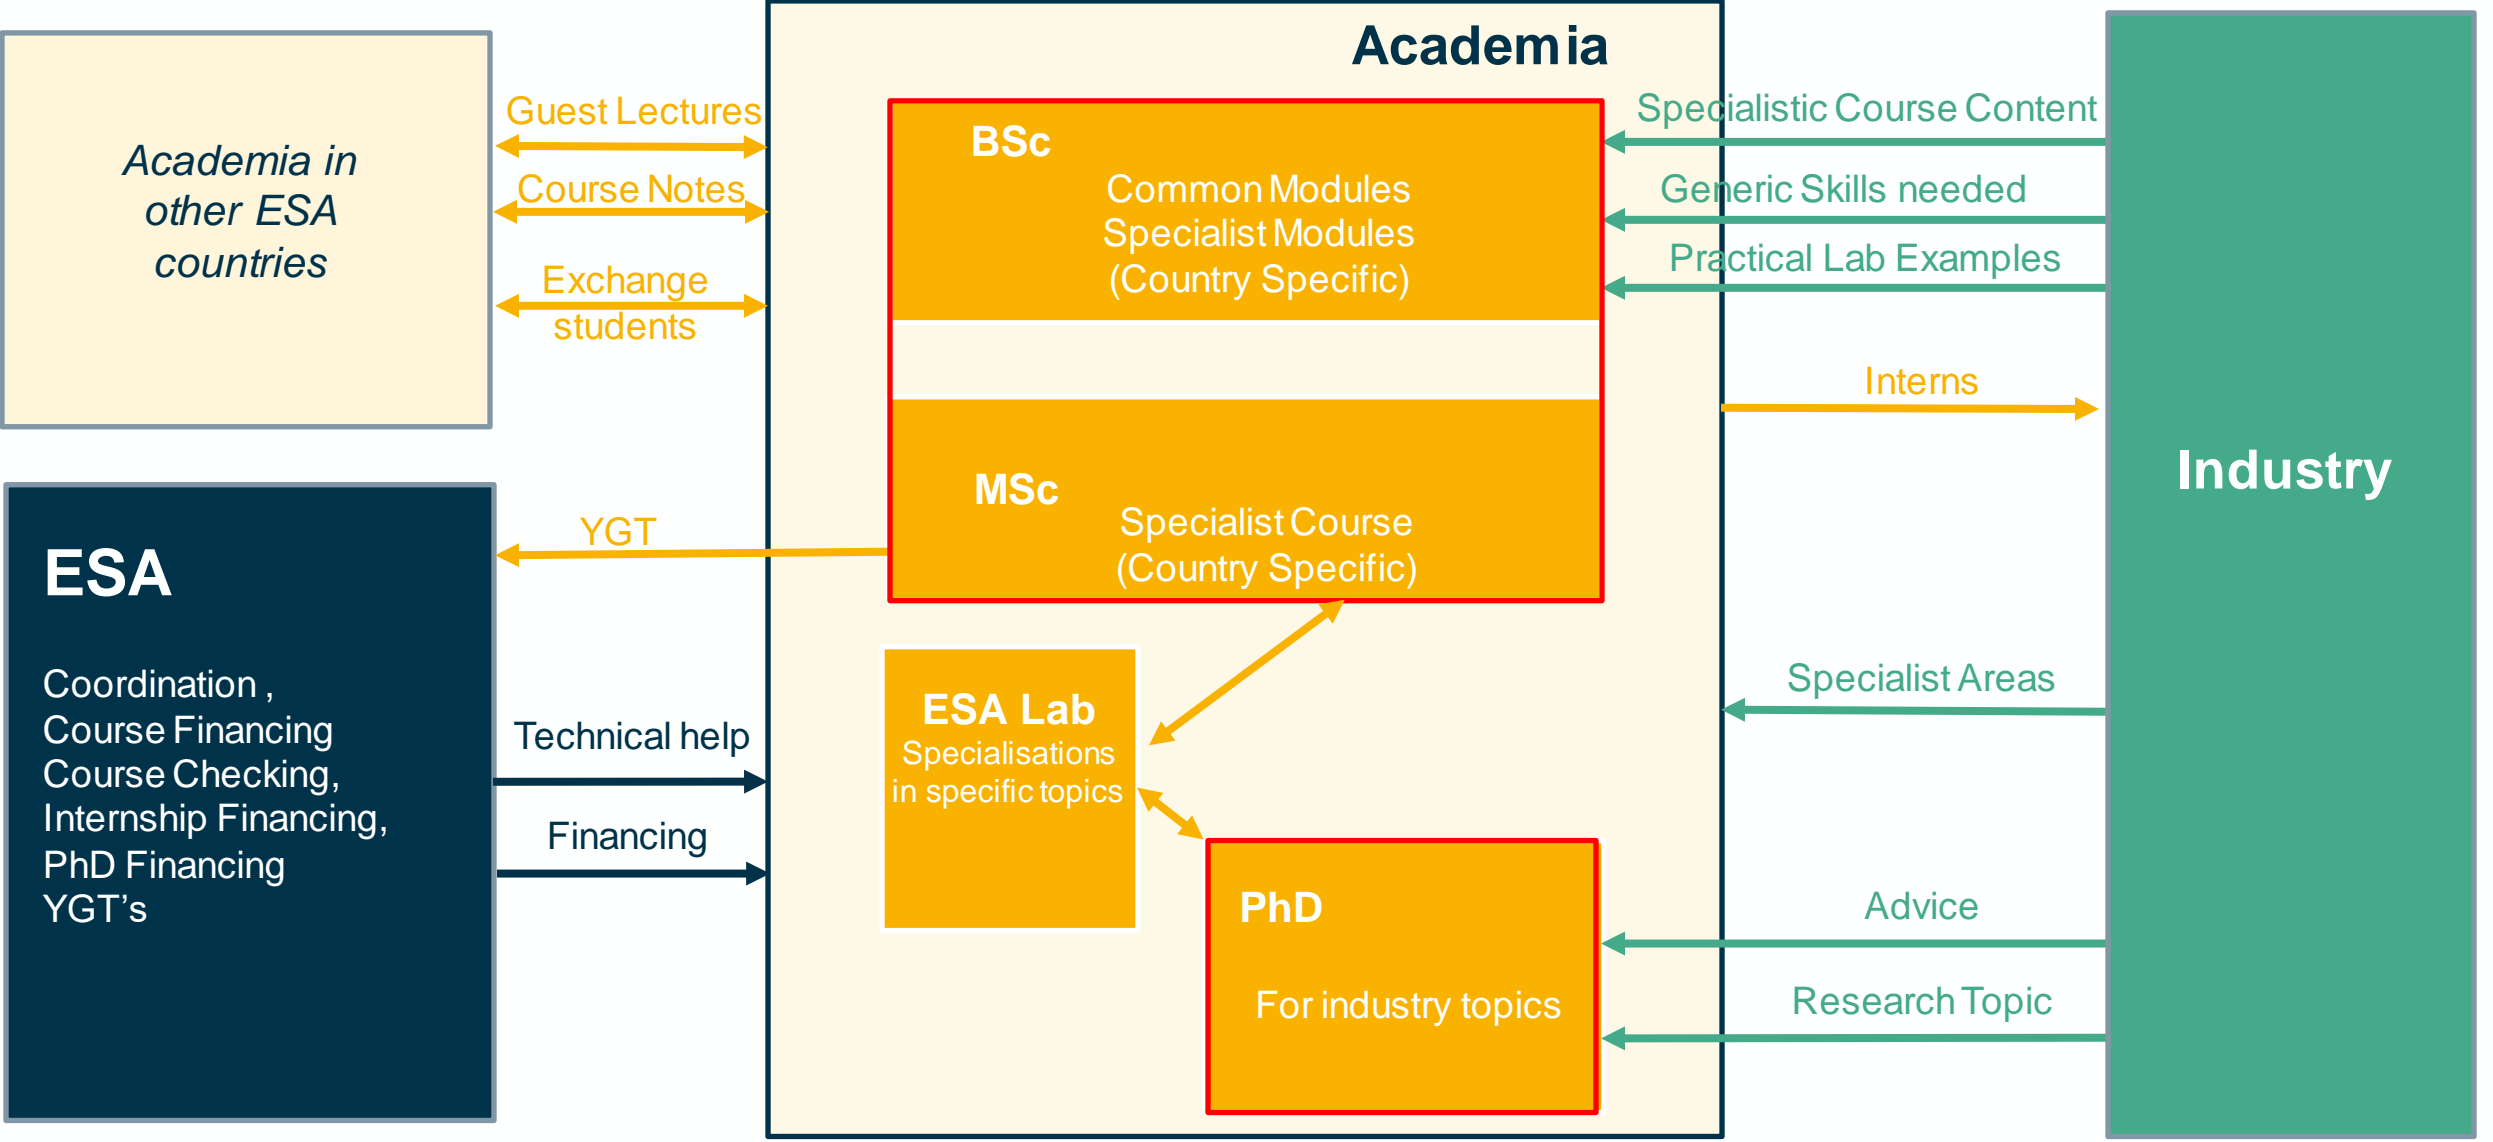 Academia
Academia in
other ESA
countries
Guest Lectures
Course Notes
Exchange
students
BSc
Common Modules
Specialist Modules
(Country Specific)
Specialistic Course Content
Generic Skills needed
Practical Lab Examples
Interns
Industry
MSc
Specialist Course
(Country Specific)
YGT
ESA
Coordination ,
Course Financing
Course Checking,
Internship Financing,
PhD Financing
YGT’s
Technical help
Financing
ESA Lab
Specialisations
in specific topics
Specialist Areas
PhD
For industry topics
Advice
Research Topic